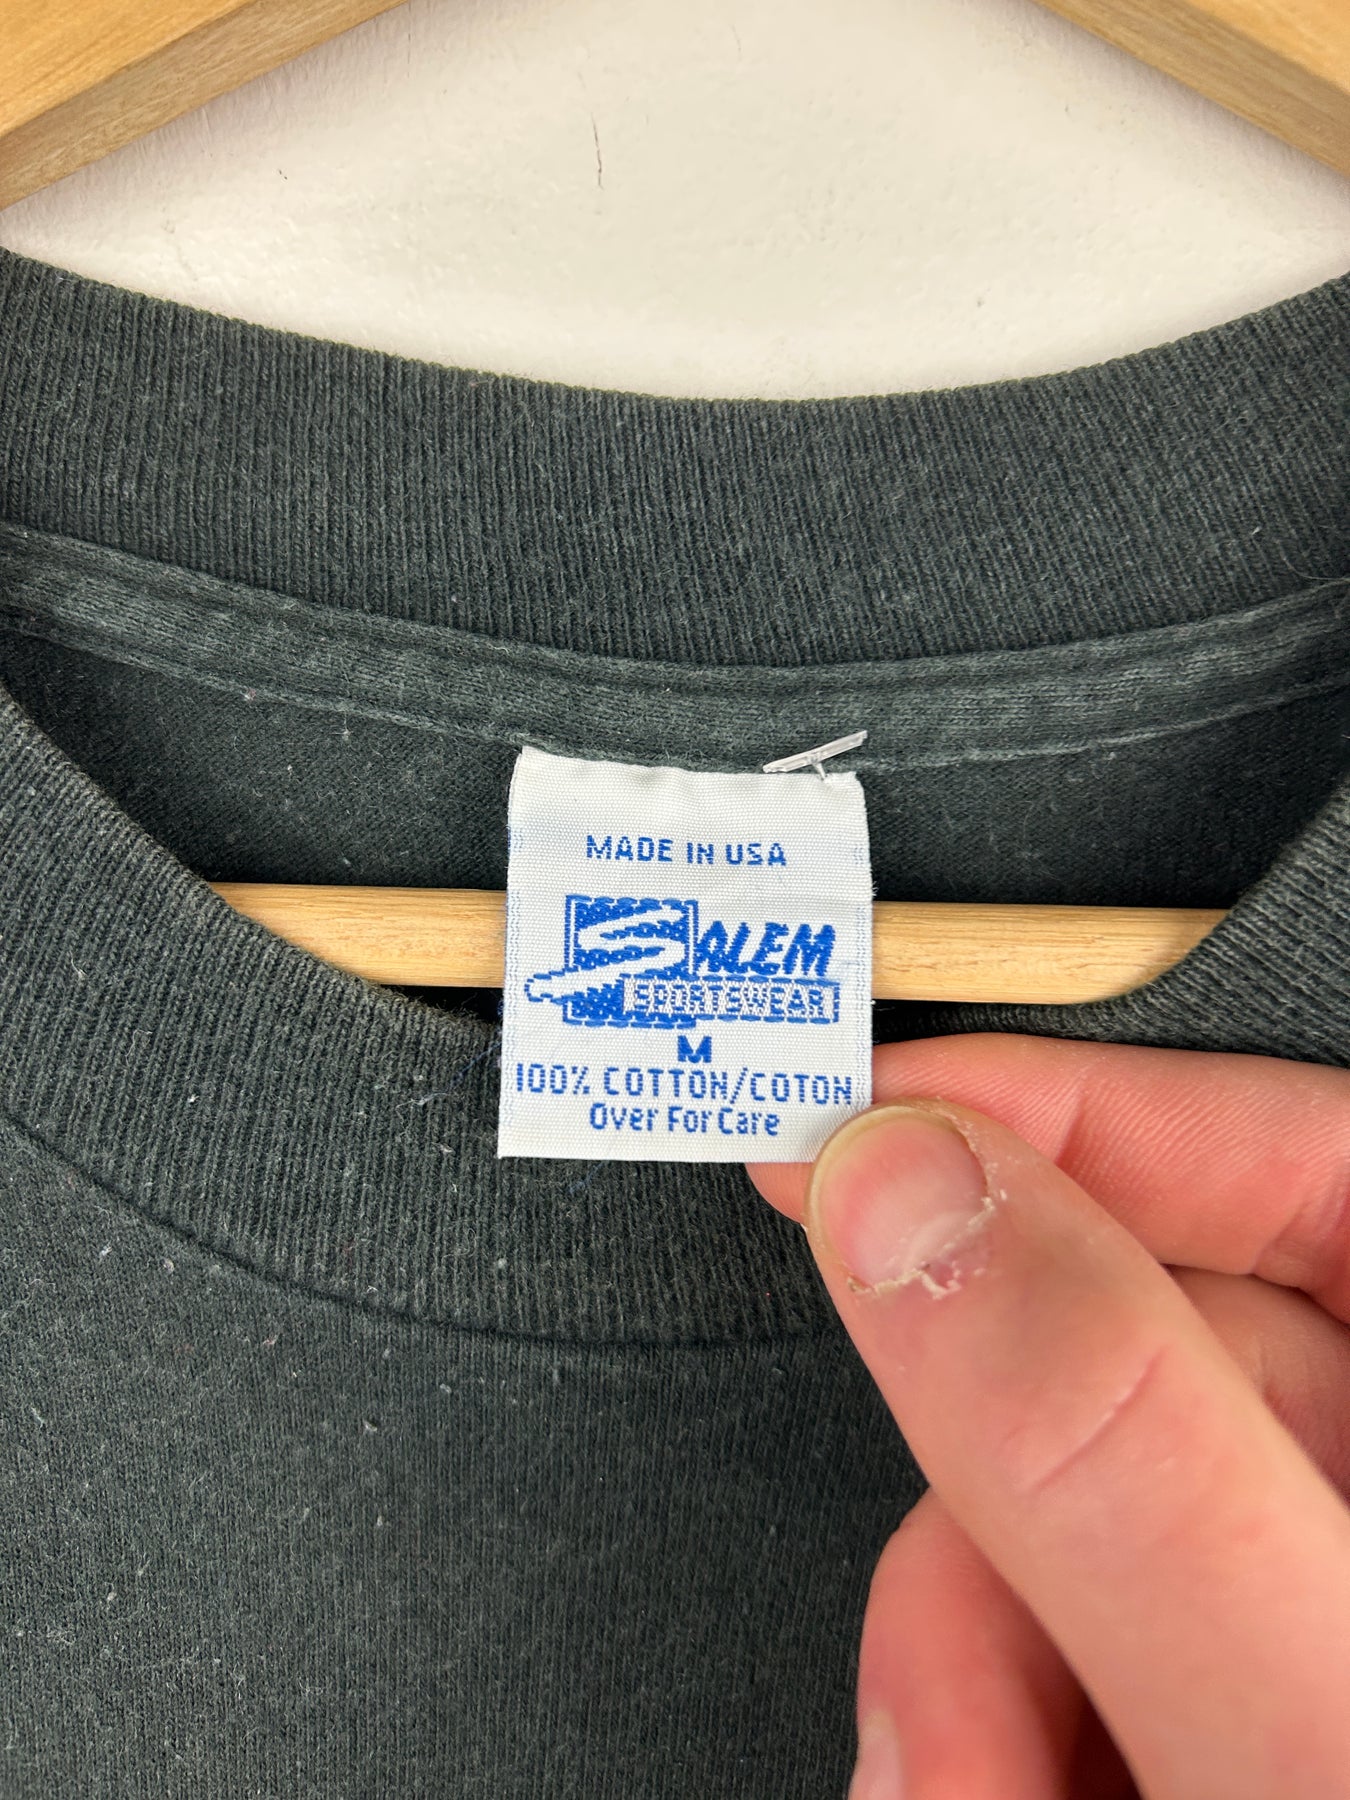 MADE IN USA
SALEM
SPORTSWEAR
M
100% COTTON/COTON
Over For Care